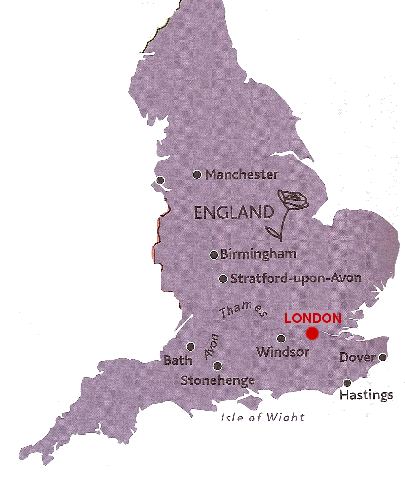 Manchester
ENGLAND
Birmingham
Stratford-upon-Avon
Thames
LONDON
Avon
Bath
Windsor
Dover
Stonehenge
Hastings
Isle of Wight